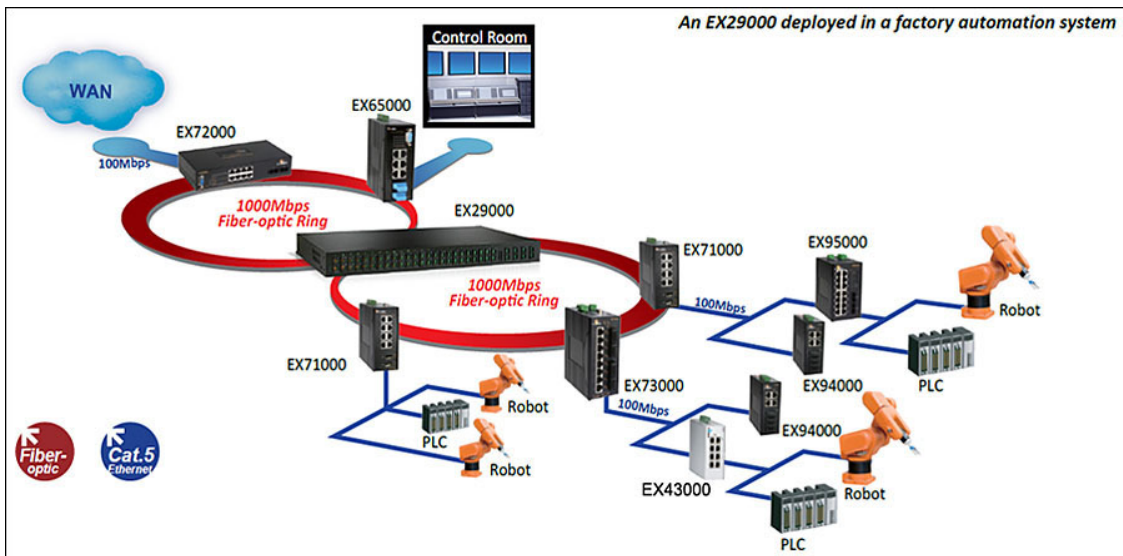 An EX29000 deployed in a factory automation system
Control Room
WAN
EX65000
EX72000
100Mbps
1000Mbps
Fiber-optic Ring
EX29000
EX71000
EX95000
1000Mbps
Fiber-optic Ring
100Mbps
Robot
EX71000
EX73000
EX94000
PLC
Robot
100Mbps
PLC
EX94000
Robot
Fiber-
optic
Cat.5
Ethernet
EX43000
Robot
PLC